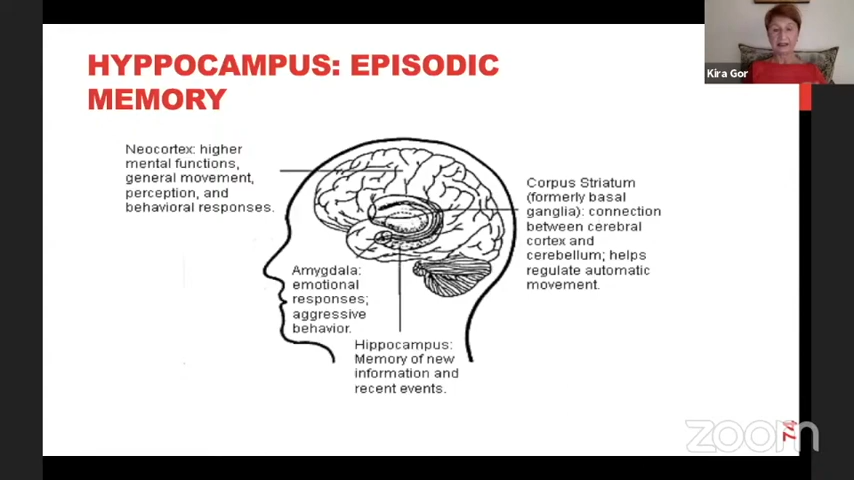 HYPPOCAMPUS: EPISODIC
MEMORY
Kira Gor
Neocortex: higher
mental functions,
general movement,
perception, and
behavioral responses.
Corpus Striatum
(formerly basal
ganglia): connection
between cerebral
cortex and
cerebellum; helps
regulate automatic
movement.
Amygdala:
emotional
responses;
aggressive
behavior.
Hippocampus:
Memory of new
information and
recent events.
zoom
74